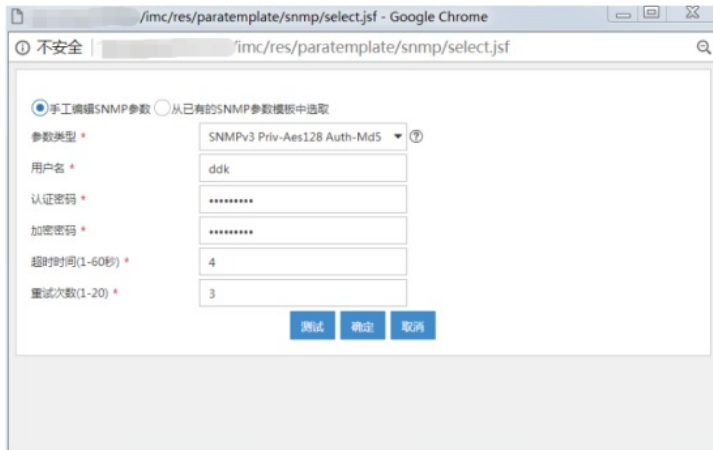 /imc/res/paratemplate/snmp/select.jsf - Google Chrome
不安全 /imc/res/paratemplate/snmp/select.jsf
手工编辑SNMP参数 从已有的SNMP参数模板中选取
参数类型 * SNMPv3 Priv-Aes128 Auth-Md5
用户名 * ddk
认证密码 * •••••••••
加密密码 * •••••••••
超时时间(1-60秒) * 4
重试次数(1-20) * 3
测试 确定 取消